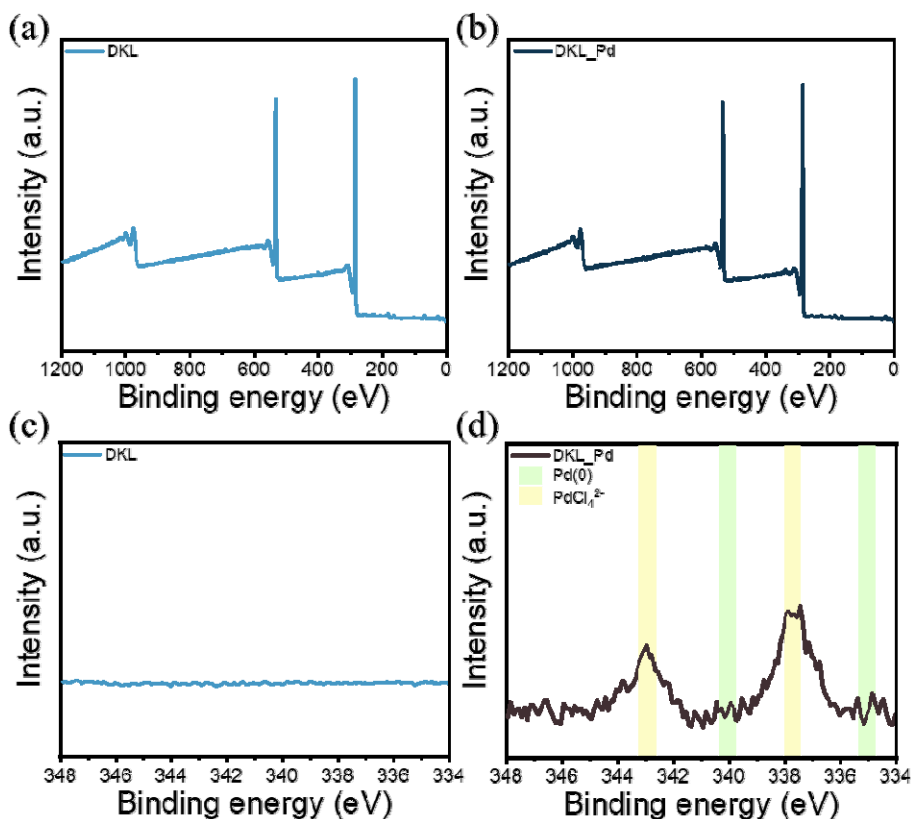 (a)
DKL
Intensity (a.u.)
1200 1000 800 600 400 200 0
Binding energy (eV)
(b)
DKL_Pd
Intensity (a.u.)
1200 1000 800 600 400 200 0
Binding energy (eV)
(c)
DKL
Intensity (a.u.)
348 346 344 342 340 338 336 334
Binding energy (eV)
(d)
DKL_Pd
Pd(0)
PdCl₄²⁻
Intensity (a.u.)
348 346 343 342 340 338 337 336 334
Binding energy (eV)